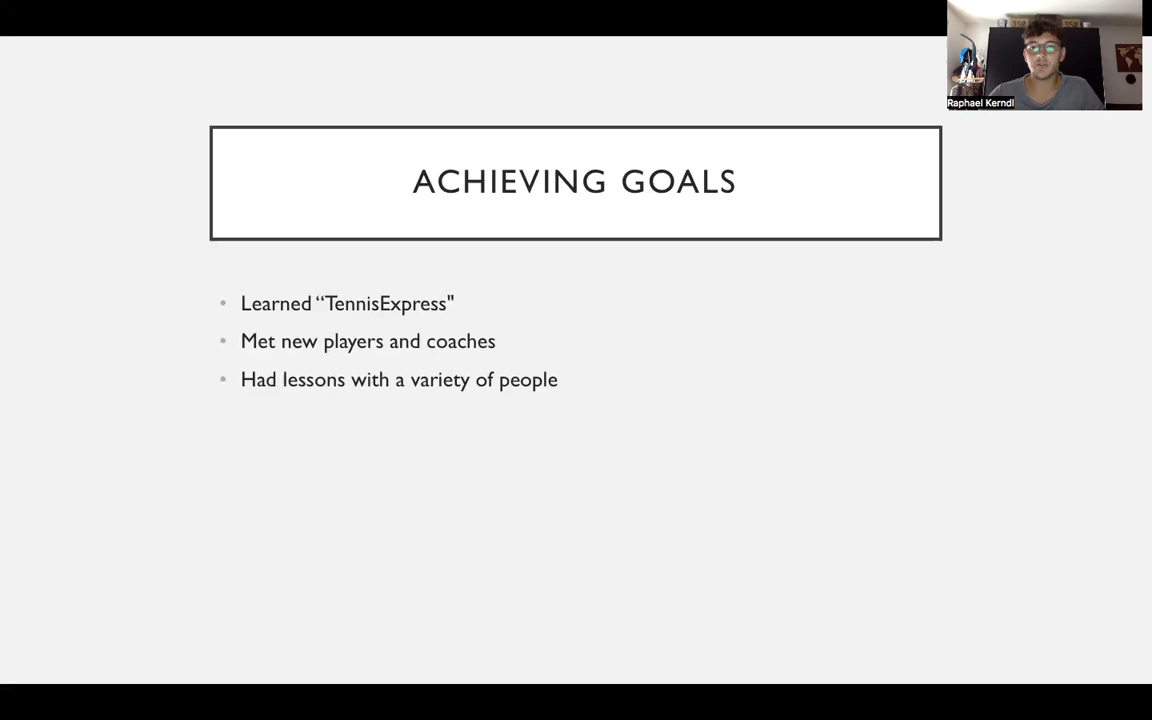 Raphael Kerndl
ACHIEVING GOALS
• Learned “TennisExpress"
• Met new players and coaches
• Had lessons with a variety of people